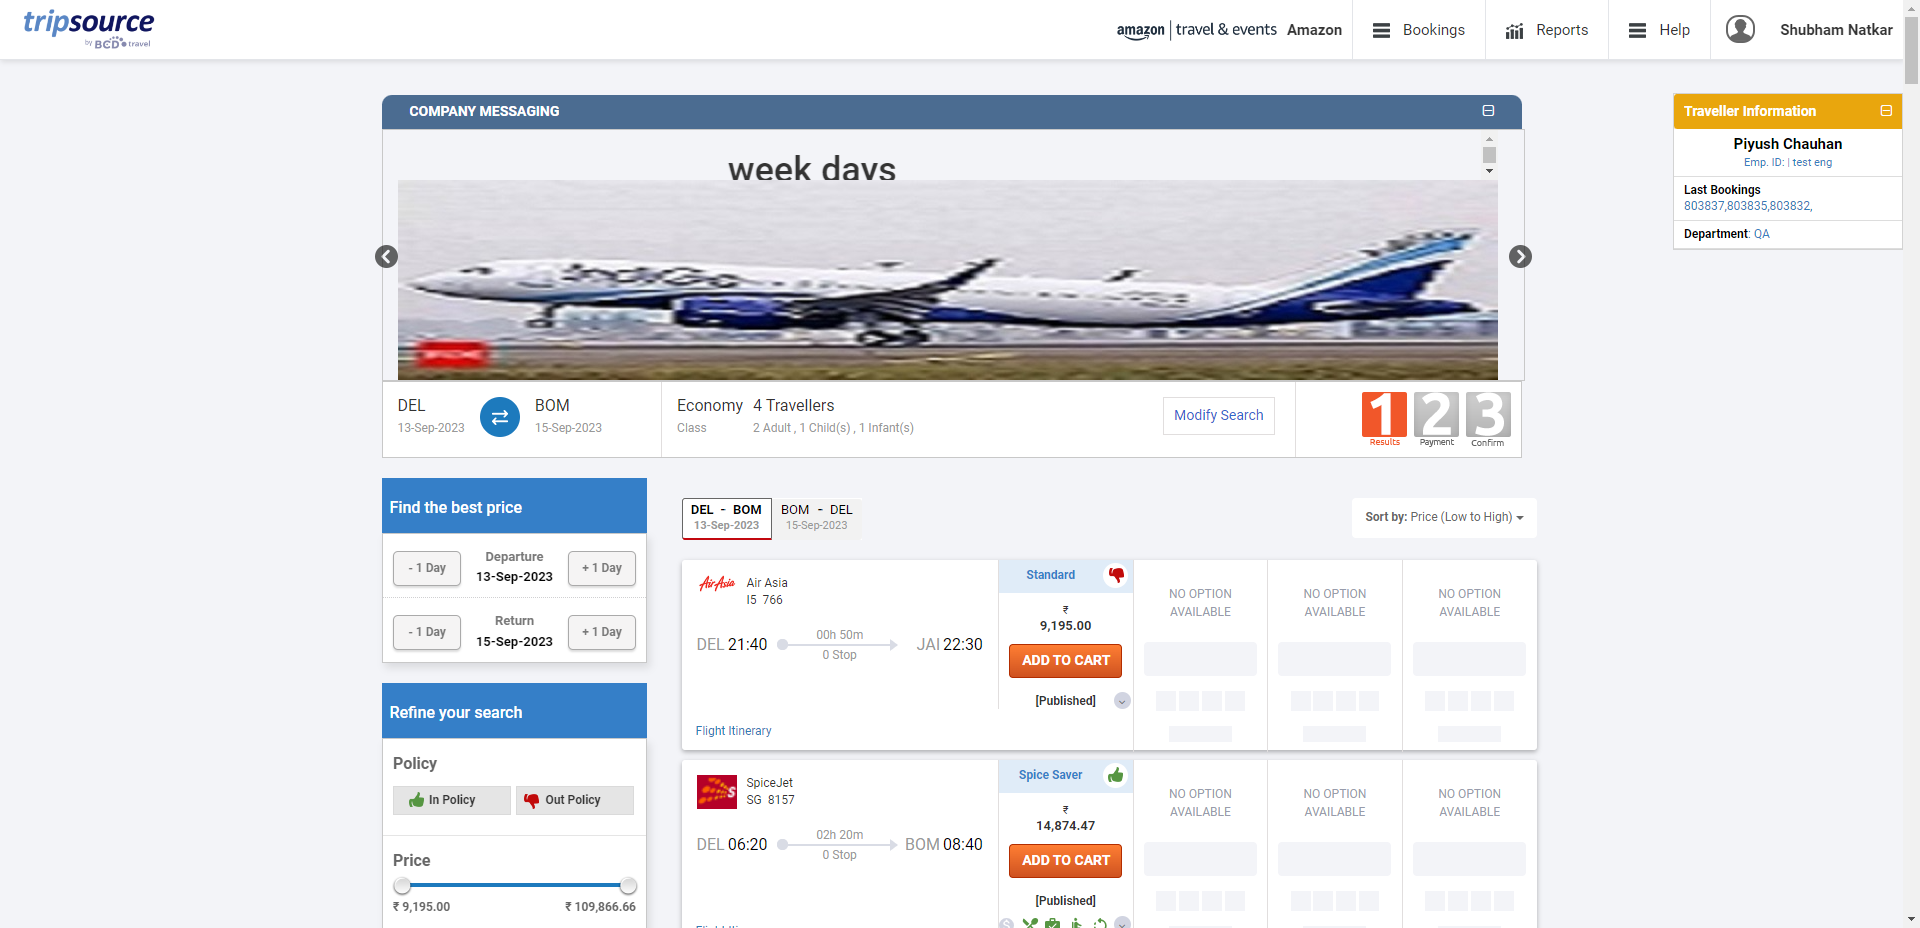 tripsource
by BCD travel
amazon | travel & events Amazon
Bookings
Reports
Help
Shubham Natkar
COMPANY MESSAGING
week days
IndiGo
Traveller Information
Piyush Chauhan
Emp. ID: | test eng
Last Bookings
803837,803835,803832,
Department: QA
DEL
13-Sep-2023
BOM
15-Sep-2023
Economy
Class
4 Travellers
2 Adult , 1 Child(s) , 1 Infant(s)
Modify Search
1
Results
2
Payment
3
Confirm
Find the best price
- 1 Day
Departure
13-Sep-2023
+ 1 Day
- 1 Day
Return
15-Sep-2023
+ 1 Day
Refine your search
Policy
In Policy
Out Policy
Price
₹ 9,195.00
₹ 109,866.66
DEL - BOM
13-Sep-2023
BOM - DEL
15-Sep-2023
Sort by: Price (Low to High)
AirAsia
Air Asia
I5 766
DEL 21:40
00h 50m
0 Stop
JAI 22:30
Flight Itinerary
Standard
₹
9,195.00
ADD TO CART
[Published]
NO OPTION
AVAILABLE
NO OPTION
AVAILABLE
NO OPTION
AVAILABLE
SpiceJet
SG 8157
DEL 06:20
02h 20m
0 Stop
BOM 08:40
Spice Saver
₹
14,874.47
ADD TO CART
[Published]
NO OPTION
AVAILABLE
NO OPTION
AVAILABLE
NO OPTION
AVAILABLE